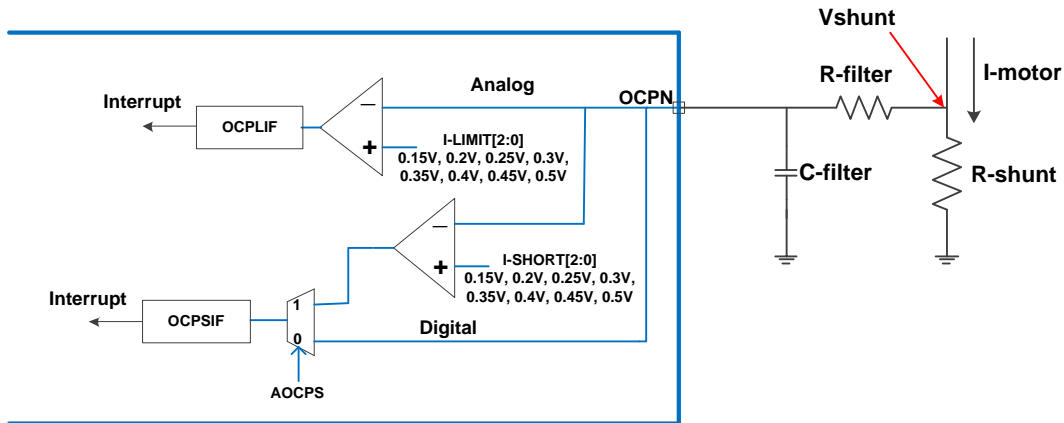 Vshunt
I-motor
R-filter
Analog
OCPN
Interrupt
OCPLIF
−
+
I-LIMIT[2:0]
0.15V, 0.2V, 0.25V, 0.3V,
0.35V, 0.4V, 0.45V, 0.5V
C-filter
R-shunt
−
+
I-SHORT[2:0]
0.15V, 0.2V, 0.25V, 0.3V,
0.35V, 0.4V, 0.45V, 0.5V
Interrupt
OCPSIF
1
0
Digital
AOCPS